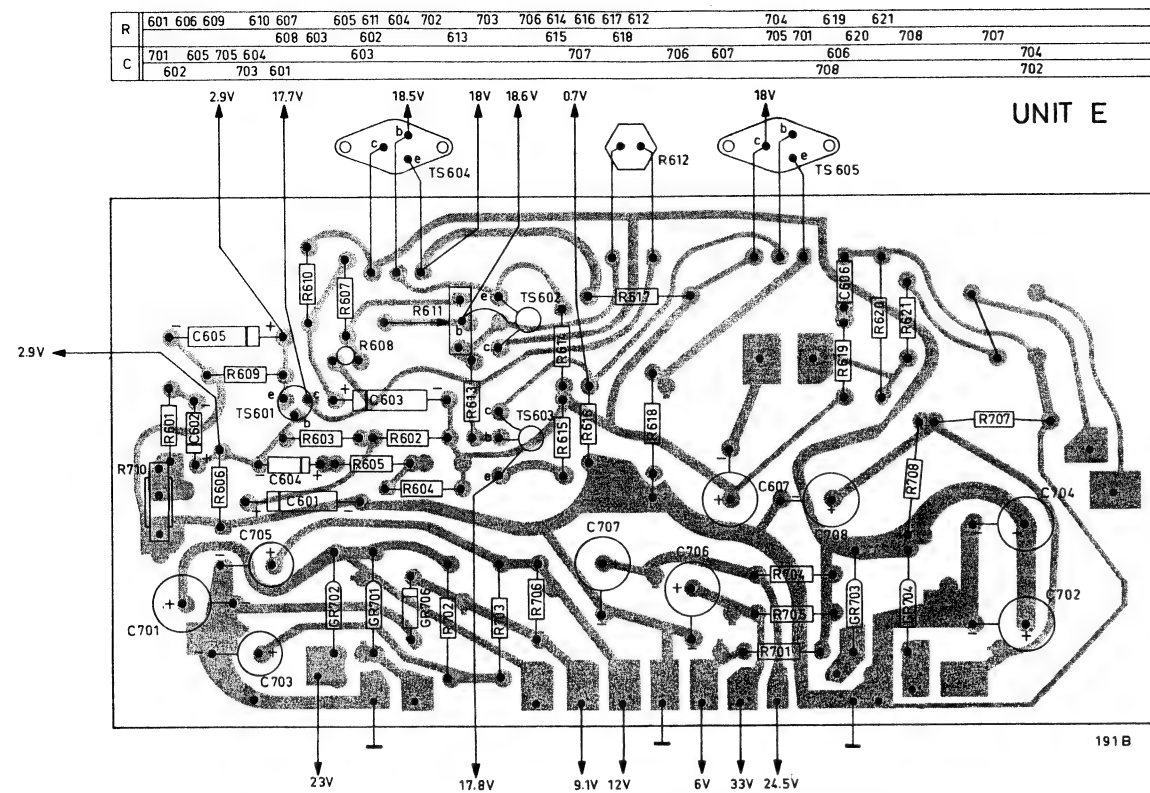 R 601 606 609 610 607 605 611 604 702 703 706 614 616 617 612 704 619 621
608 603 602 613 615 618 705 701 620 708 707
C 701 605 705 604 603 707 706 607 606 704
602 703 601 708 702
2.9V 17.7V 18.5V 18V 18.6V 0.7V 18V
UNIT E
b b
c c
e e
TS604 R612 TS605
R610 R607 R611 + b e TS602 c R614 R617 C606 R620 R621
2.9V
- C605 + R608 R619
R609
e c b TS601 + C603 - R613 c TS603 b e R615 R616 R618 R707
R601 - C602 + R603 R602
R710 R606 - C604 + R605 R604 R708
+ C601 - - C607 + - C708 + C704 -
C705 C707 C706
- + + + R704
C701 + - GR702 GR701 GR706 R702 R703 R706 R705 GR703 GR704 C702
- - - +
- + C703 R701
191B
23V 17.8V 9.1V 12V 6V 33V 24.5V